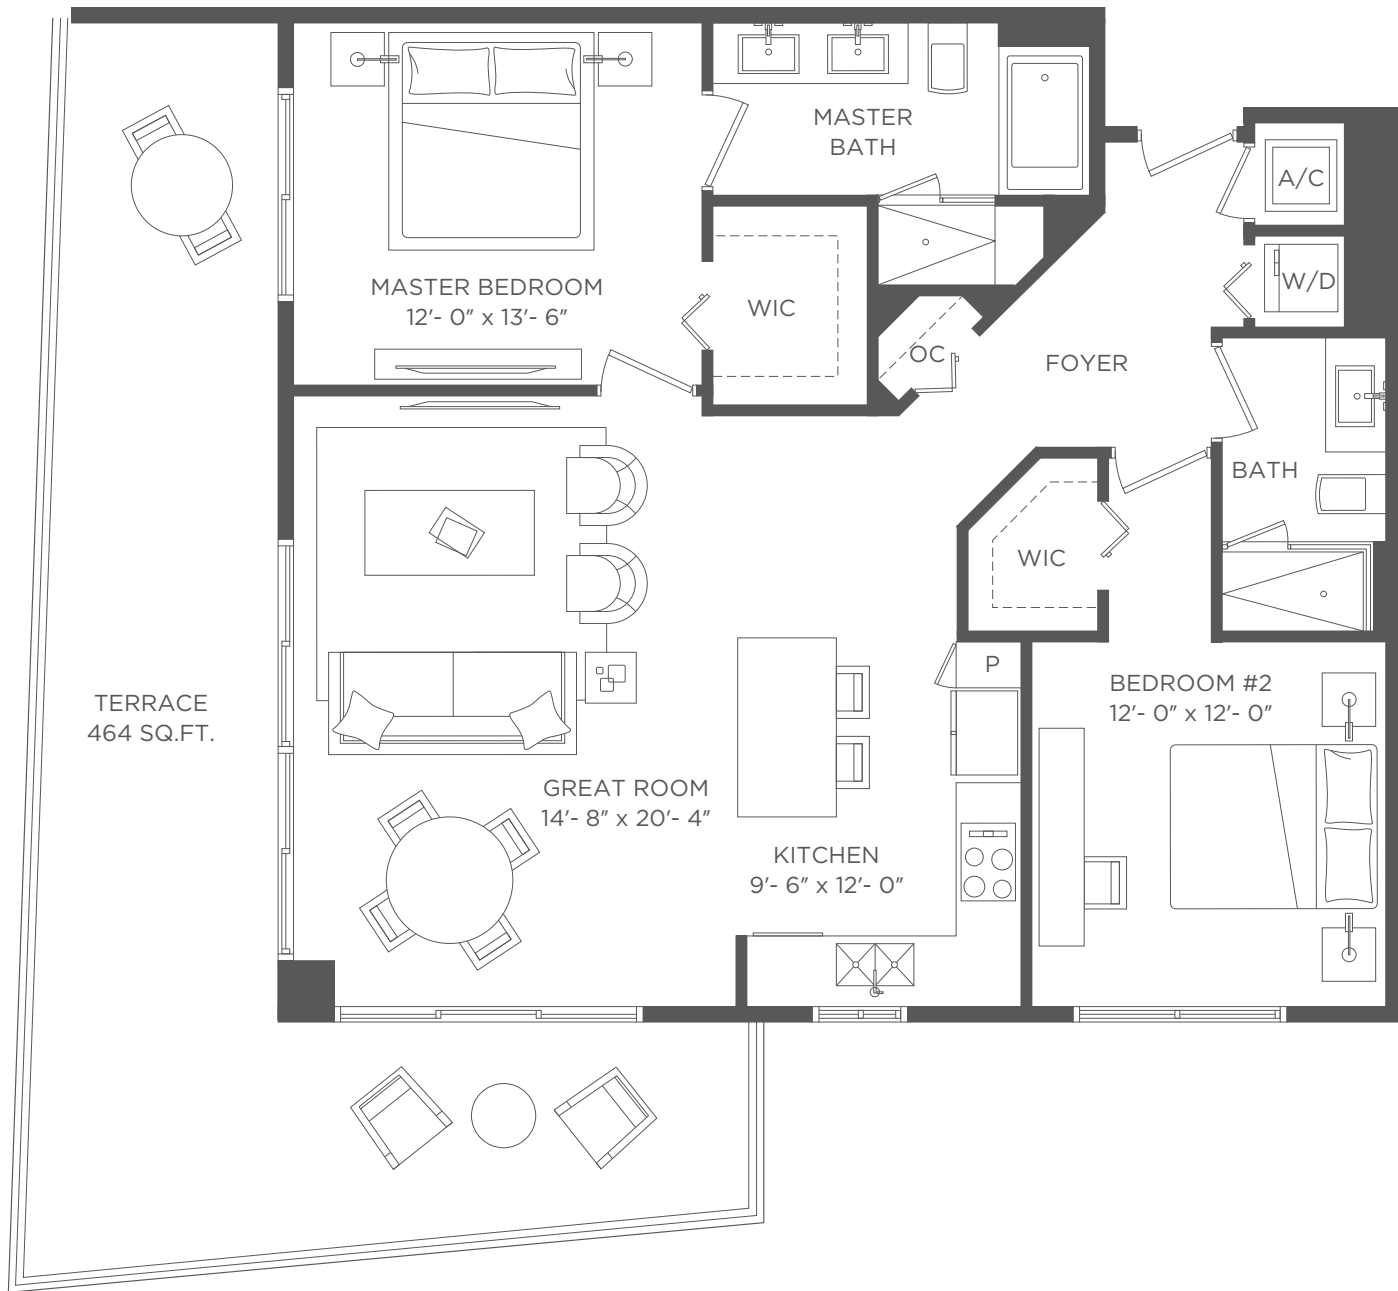 MASTER
BATH
A/C
MASTER BEDROOM
12'- 0" x 13'- 6"
WIC
W/D
OC
FOYER
BATH
WIC
P
BEDROOM #2
12'- 0" x 12'- 0"
TERRACE
464 SQ.FT.
GREAT ROOM
14'- 8" x 20'- 4"
KITCHEN
9'- 6" x 12'- 0"